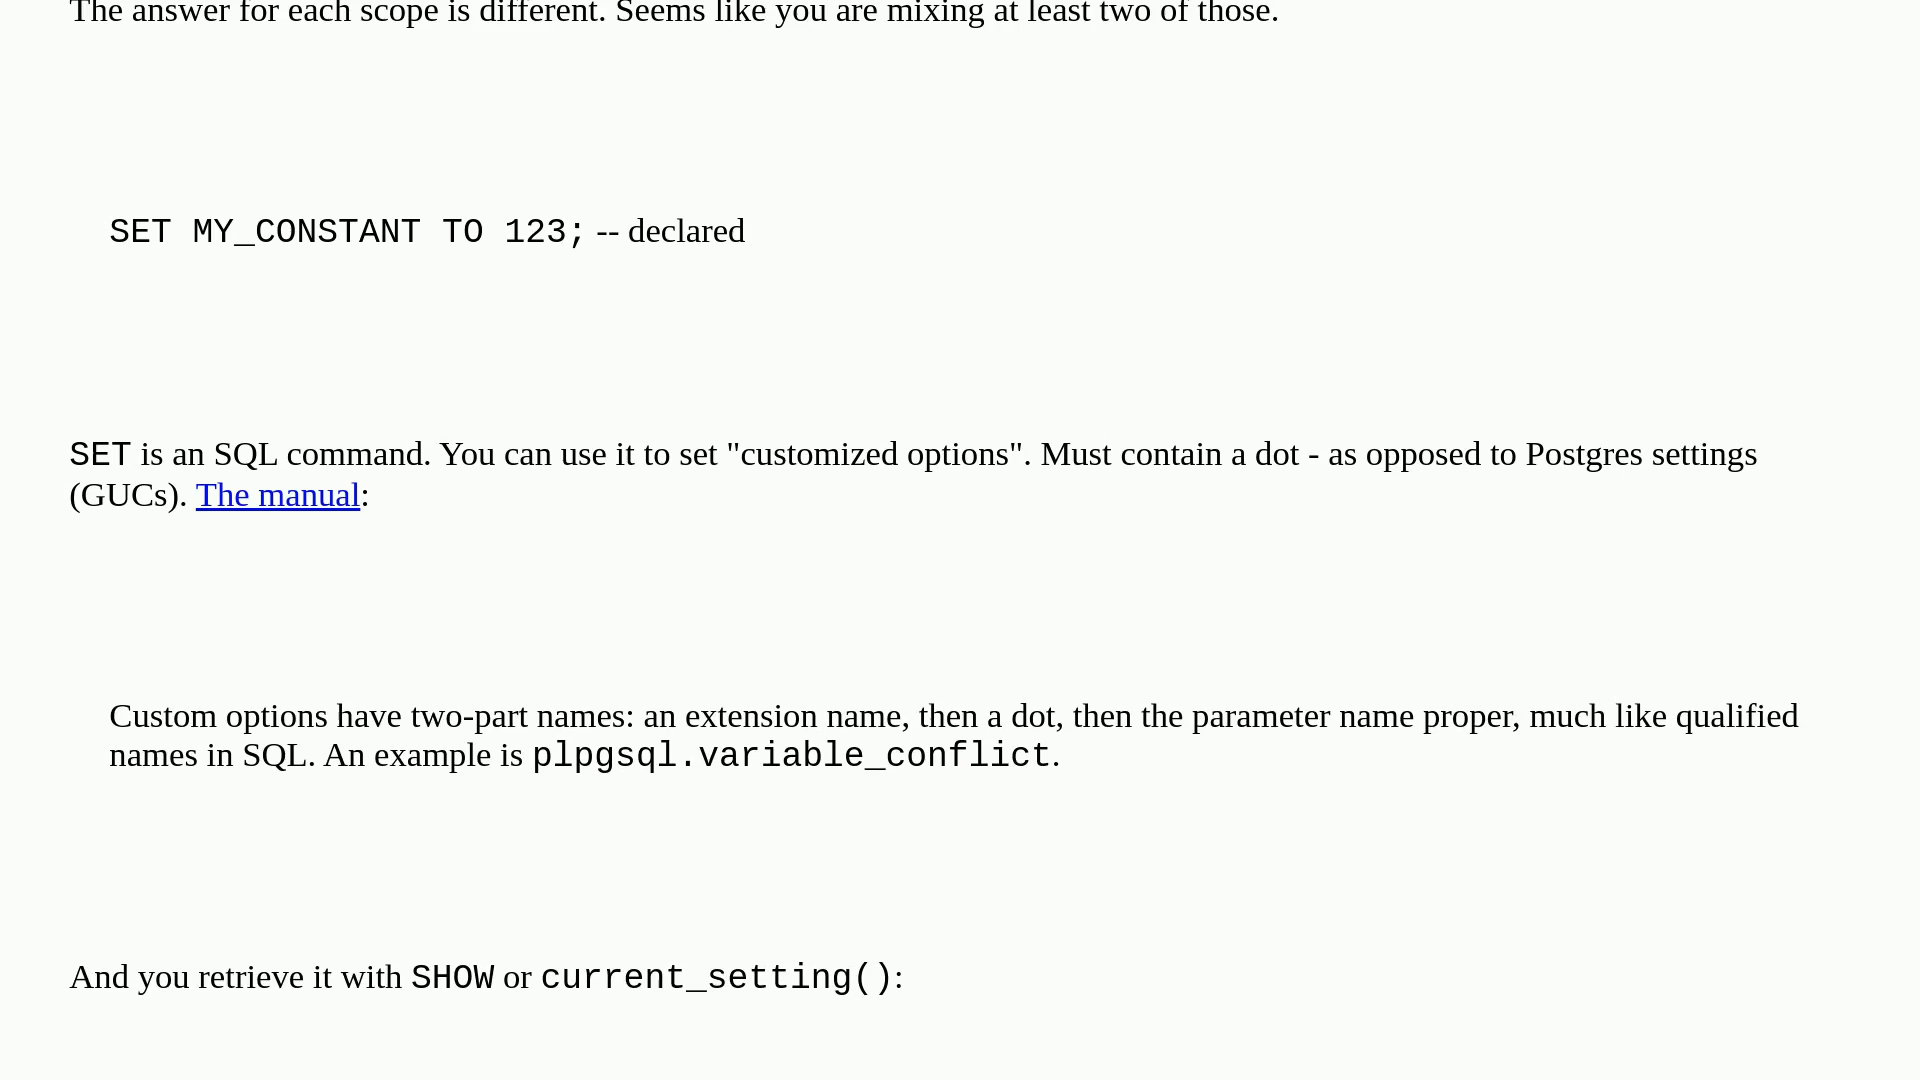 The answer for each scope is different. Seems like you are mixing at least two of those.
SET MY_CONSTANT TO 123; -- declared
SET is an SQL command. You can use it to set "customized options". Must contain a dot - as opposed to Postgres settings
(GUCs). The manual:
Custom options have two-part names: an extension name, then a dot, then the parameter name proper, much like qualified
names in SQL. An example is plpgsql.variable_conflict.
And you retrieve it with SHOW or current_setting():